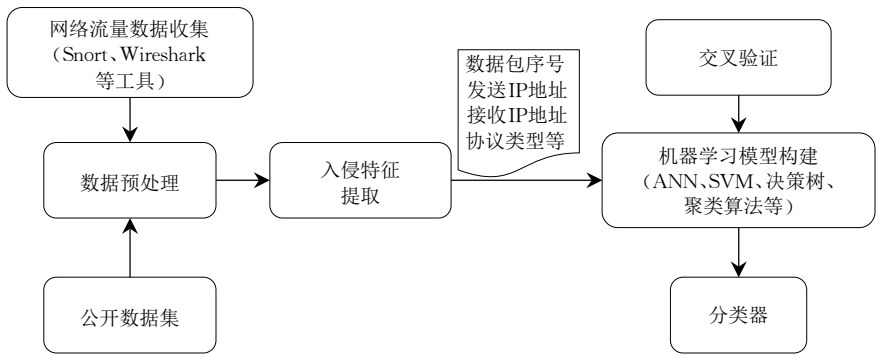 网络流量数据收集
（Snort、Wireshark
等工具）
数据预处理
公开数据集
入侵特征
提取
数据包序号
发送IP地址
接收IP地址
协议类型等
交叉验证
机器学习模型构建
（ANN、SVM、决策树、
聚类算法等）
分类器